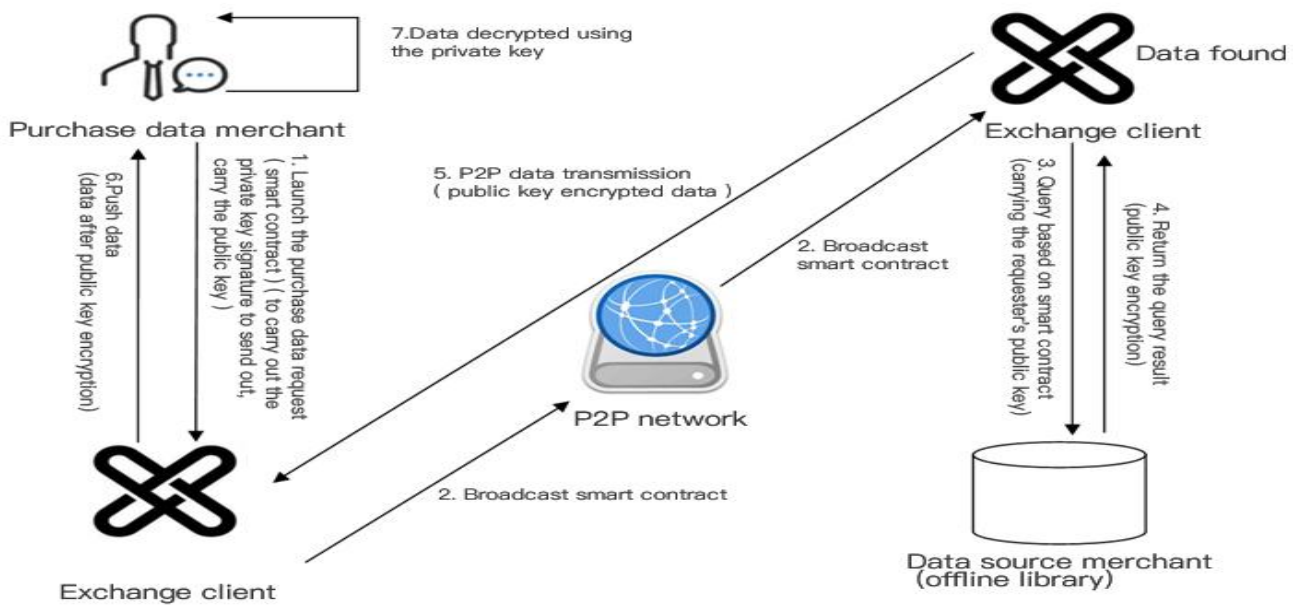 7.Data decrypted using
the private key
Data found
Purchase data merchant
Exchange client
1. Launch the purchase data request
( smart contract ) ( to carry out the
private key signature to send out,
carry the public key )
6.Push data
(data after public key encryption)
5. P2P data transmission
( public key encrypted data )
2. Broadcast
smart contract
3. Query based on smart contract
(carrying the requester's public key)
4. Return the query result
(public key encryption)
P2P network
2. Broadcast smart contract
Data source merchant
(offline library)
Exchange client